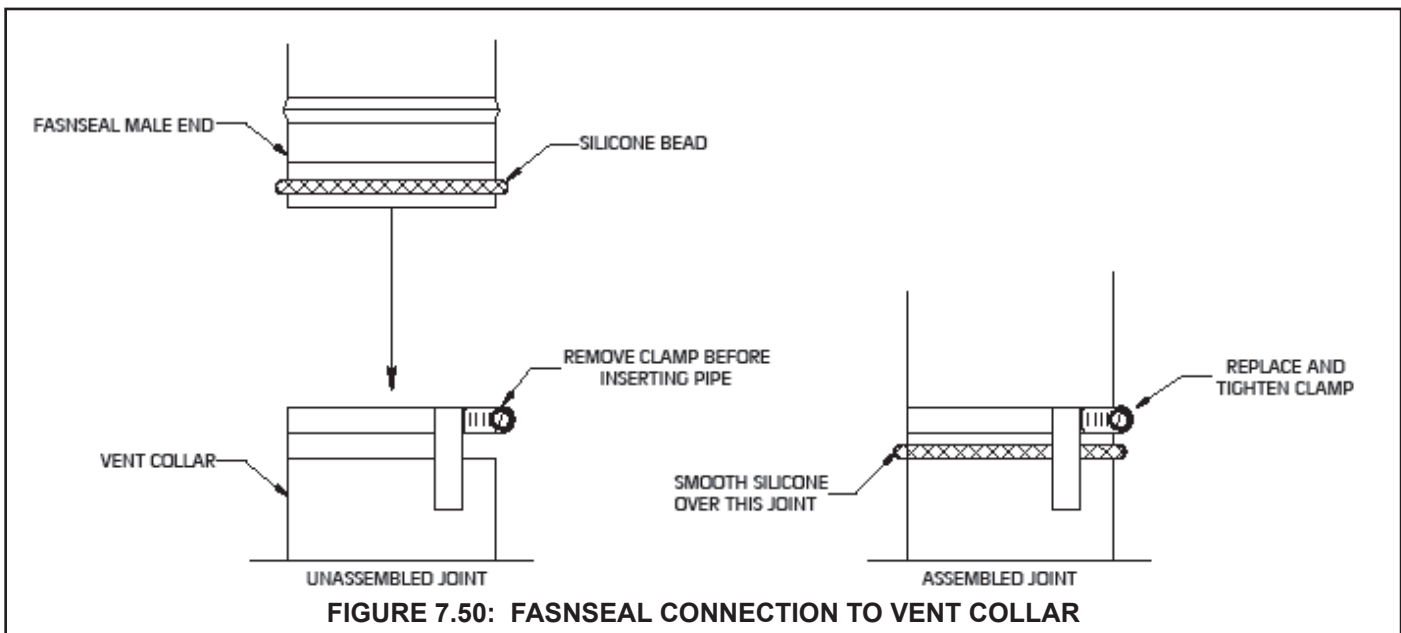 FASNSEAL MALE END
SILICONE BEAD
REMOVE CLAMP BEFORE
INSERTING PIPE
VENT COLLAR
UNASSEMBLED JOINT
REPLACE AND
TIGHTEN CLAMP
SMOOTH SILICONE
OVER THIS JOINT
ASSEMBLED JOINT
FIGURE 7.50: FASNSEAL CONNECTION TO VENT COLLAR